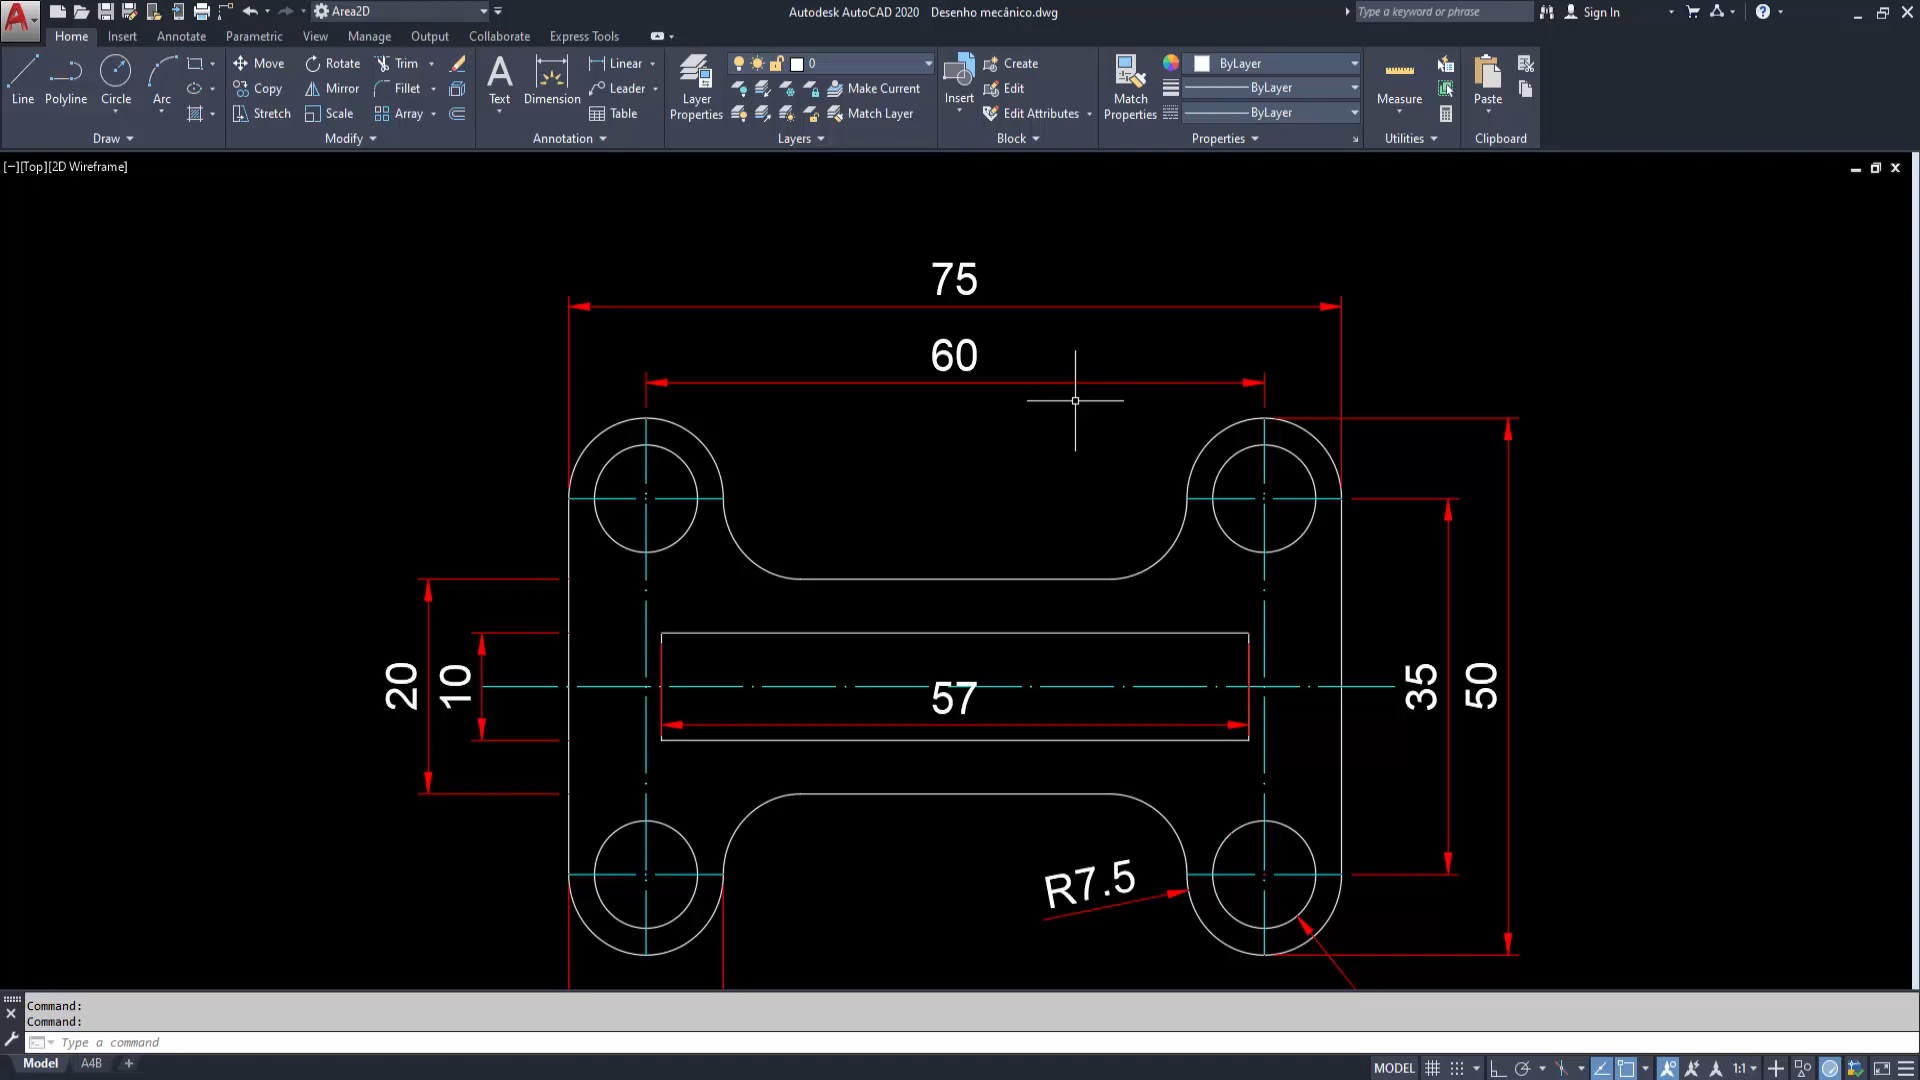 Area2D
Autodesk AutoCAD 2020 Desenho mecânico.dwg
Type a keyword or phrase
Sign In
Home Insert Annotate Parametric View Manage Output Collaborate Express Tools
Line Polyline Circle Arc
Draw
Move Rotate Trim
Copy Mirror Fillet
Stretch Scale Array
Modify
Text Dimension
Linear
Leader
Table
Annotation
Layer Properties
0
Make Current
Match Layer
Layers
Insert
Create
Edit
Edit Attributes
Block
Match Properties
ByLayer
ByLayer
ByLayer
Properties
Measure
Utilities
Paste
Clipboard
[−][Top][2D Wireframe]
75
60
20
10
57
35
50
R7.5
Command:
Command:
Type a command
Model A4B +
MODEL
1:1